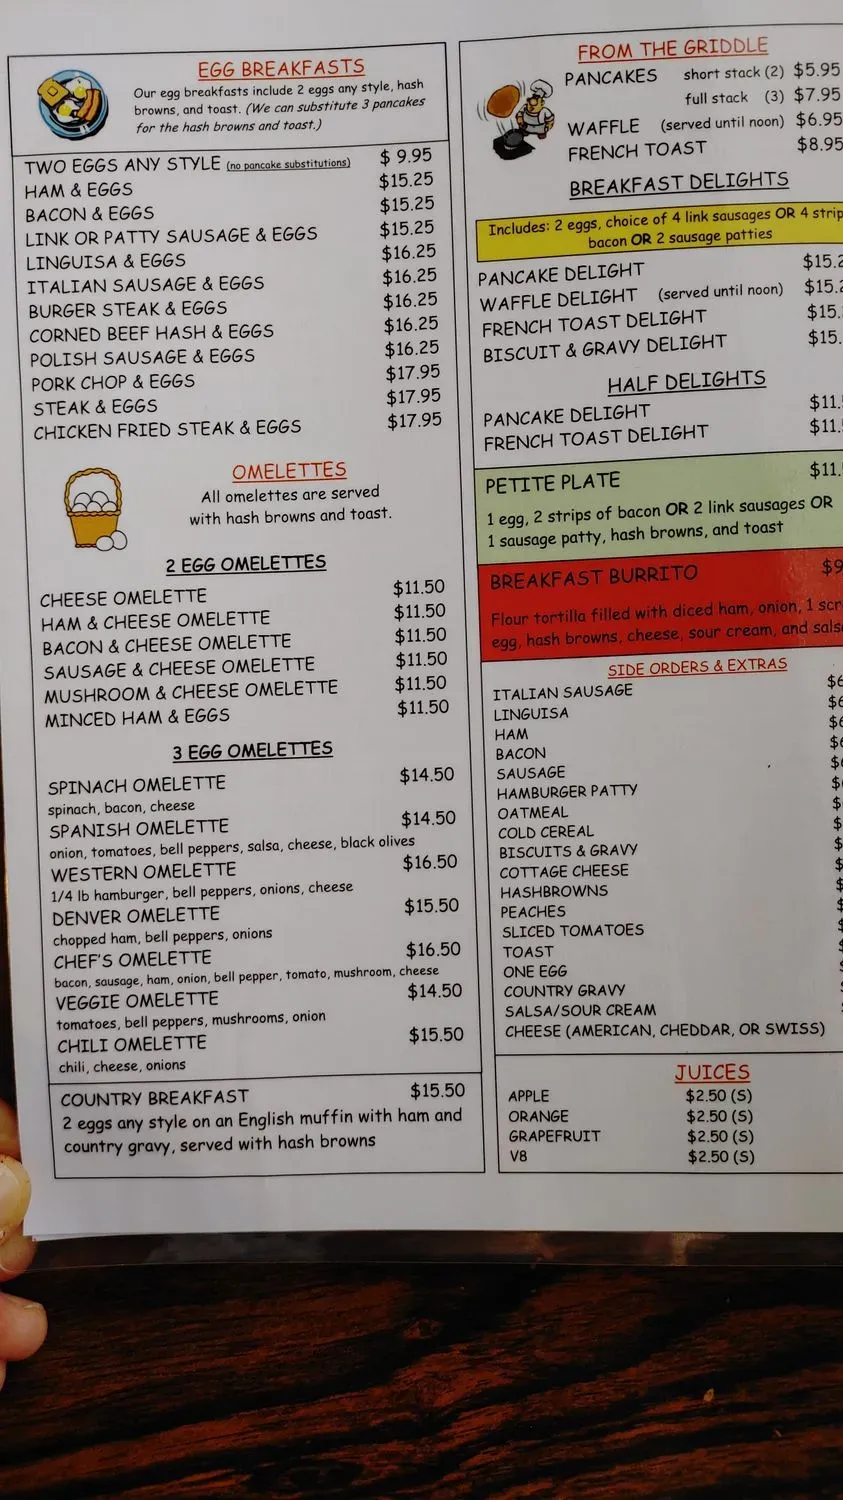 EGG BREAKFASTS
Our egg breakfasts include 2 eggs any style, hash
browns, and toast. (We can substitute 3 pancakes
for the hash browns and toast.)
TWO EGGS ANY STYLE (no pancake substitutions) $ 9.95
HAM & EGGS $15.25
BACON & EGGS $15.25
LINK OR PATTY SAUSAGE & EGGS $15.25
LINGUISA & EGGS $16.25
ITALIAN SAUSAGE & EGGS $16.25
BURGER STEAK & EGGS $16.25
CORNED BEEF HASH & EGGS $16.25
POLISH SAUSAGE & EGGS $16.25
PORK CHOP & EGGS $17.95
STEAK & EGGS $17.95
CHICKEN FRIED STEAK & EGGS $17.95
OMELETTES
All omelettes are served
with hash browns and toast.
2 EGG OMELETTES
CHEESE OMELETTE $11.50
HAM & CHEESE OMELETTE $11.50
BACON & CHEESE OMELETTE $11.50
SAUSAGE & CHEESE OMELETTE $11.50
MUSHROOM & CHEESE OMELETTE $11.50
MINCED HAM & EGGS $11.50
3 EGG OMELETTES
SPINACH OMELETTE $14.50
spinach, bacon, cheese
SPANISH OMELETTE $14.50
onion, tomatoes, bell peppers, salsa, cheese, black olives
WESTERN OMELETTE $16.50
1/4 lb hamburger, bell peppers, onions, cheese
DENVER OMELETTE $15.50
chopped ham, bell peppers, onions
CHEF'S OMELETTE $16.50
bacon, sausage, ham, onion, bell pepper, tomato, mushroom, cheese
VEGGIE OMELETTE $14.50
tomatoes, bell peppers, mushrooms, onion
CHILI OMELETTE $15.50
chili, cheese, onions
COUNTRY BREAKFAST $15.50
2 eggs any style on an English muffin with ham and
country gravy, served with hash browns
FROM THE GRIDDLE
PANCAKES short stack (2) $5.95
full stack (3) $7.95
WAFFLE (served until noon) $6.95
FRENCH TOAST $8.95
BREAKFAST DELIGHTS
Includes: 2 eggs, choice of 4 link sausages OR 4 strip
bacon OR 2 sausage patties
PANCAKE DELIGHT $15.2
WAFFLE DELIGHT (served until noon) $15.2
FRENCH TOAST DELIGHT $15.
BISCUIT & GRAVY DELIGHT $15.
HALF DELIGHTS
PANCAKE DELIGHT $11.
FRENCH TOAST DELIGHT $11.
PETITE PLATE $11.
1 egg, 2 strips of bacon OR 2 link sausages OR
1 sausage patty, hash browns, and toast
BREAKFAST BURRITO $9
Flour tortilla filled with diced ham, onion, 1 scr
egg, hash browns, cheese, sour cream, and salsa
SIDE ORDERS & EXTRAS
ITALIAN SAUSAGE $6
LINGUISA $6
HAM $6
BACON $6
SAUSAGE $
HAMBURGER PATTY $
OATMEAL $
COLD CEREAL $
BISCUITS & GRAVY $
COTTAGE CHEESE $
HASHBROWNS $
PEACHES $
SLICED TOMATOES $
TOAST
ONE EGG
COUNTRY GRAVY
SALSA/SOUR CREAM
CHEESE (AMERICAN, CHEDDAR, OR SWISS)
JUICES
APPLE $2.50 (S)
ORANGE $2.50 (S)
GRAPEFRUIT $2.50 (S)
V8 $2.50 (S)